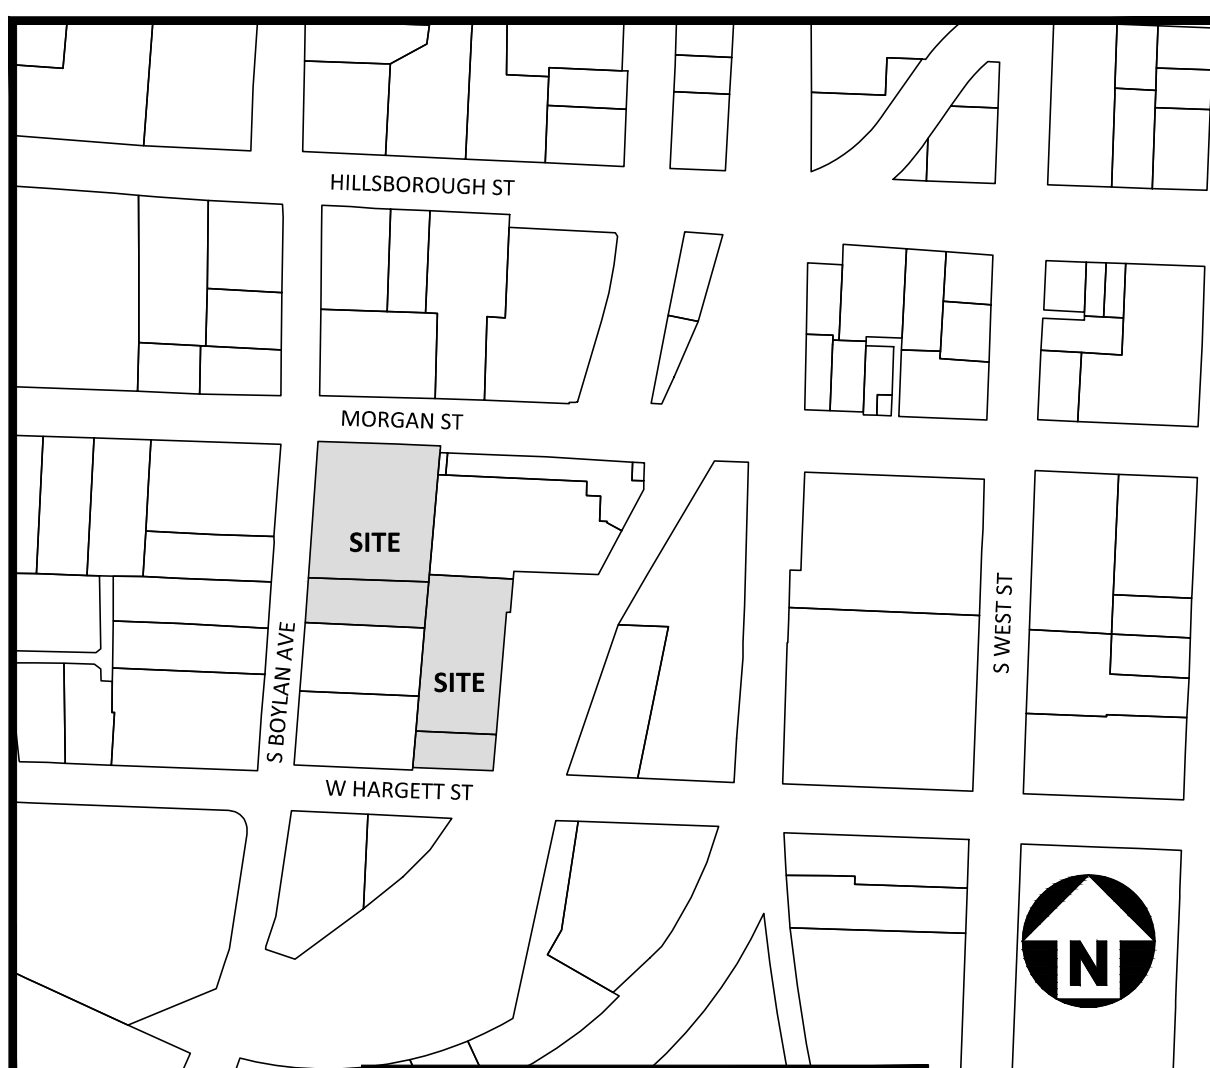 HILLSBOROUGH ST
MORGAN ST
SITE
S WEST ST
S BOYLAN AVE
SITE
W HARGETT ST
N